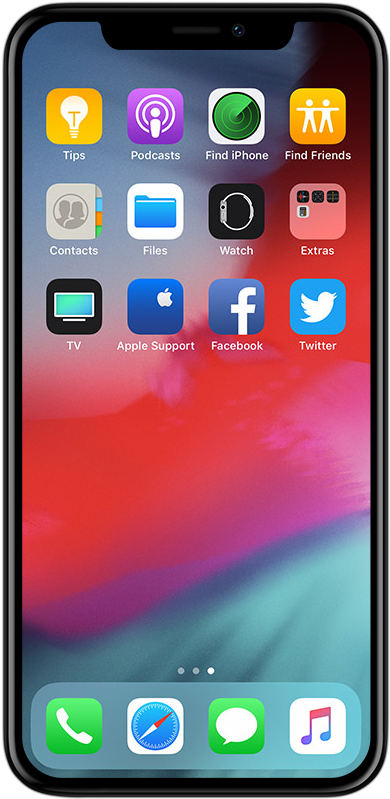 Tips Podcasts Find iPhone Find Friends
Contacts Files Watch Extras
TV Apple Support Facebook Twitter